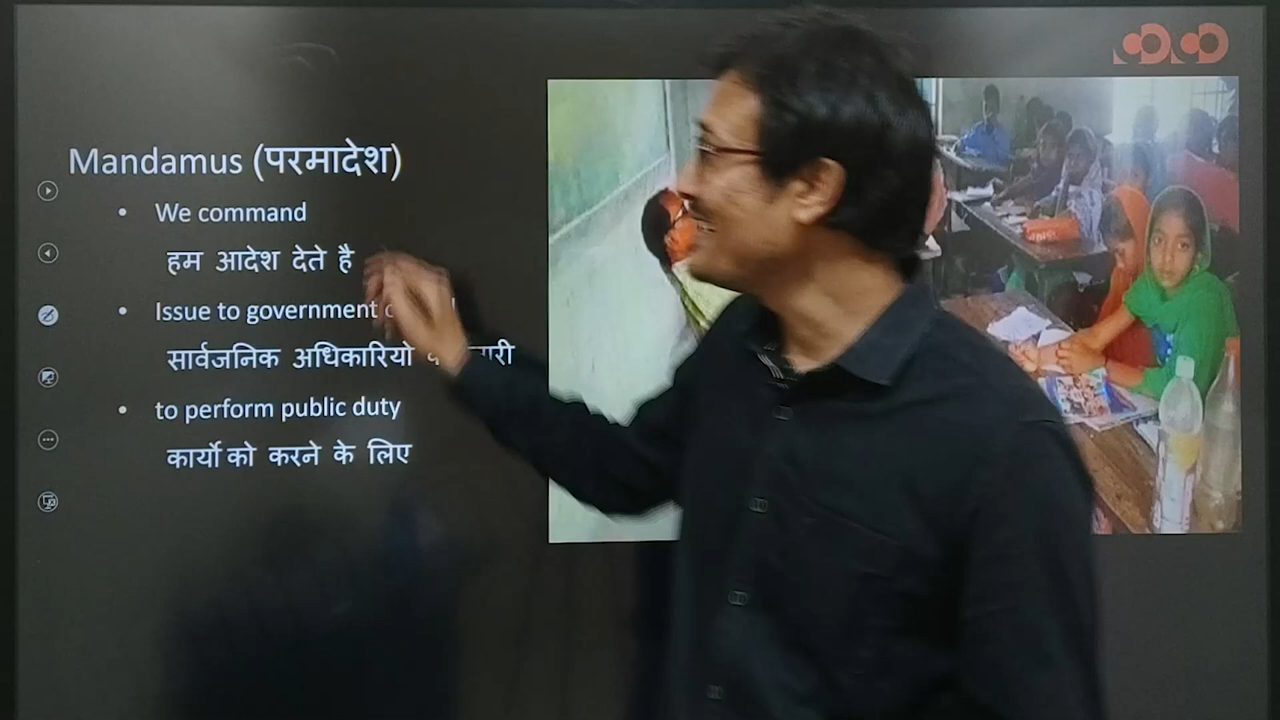 Mandamus (परमादेश)
• We command
हम आदेश देते है
• Issue to government
सार्वजनिक अधिकारियो
• to perform public duty
कार्यो को करने के लिए